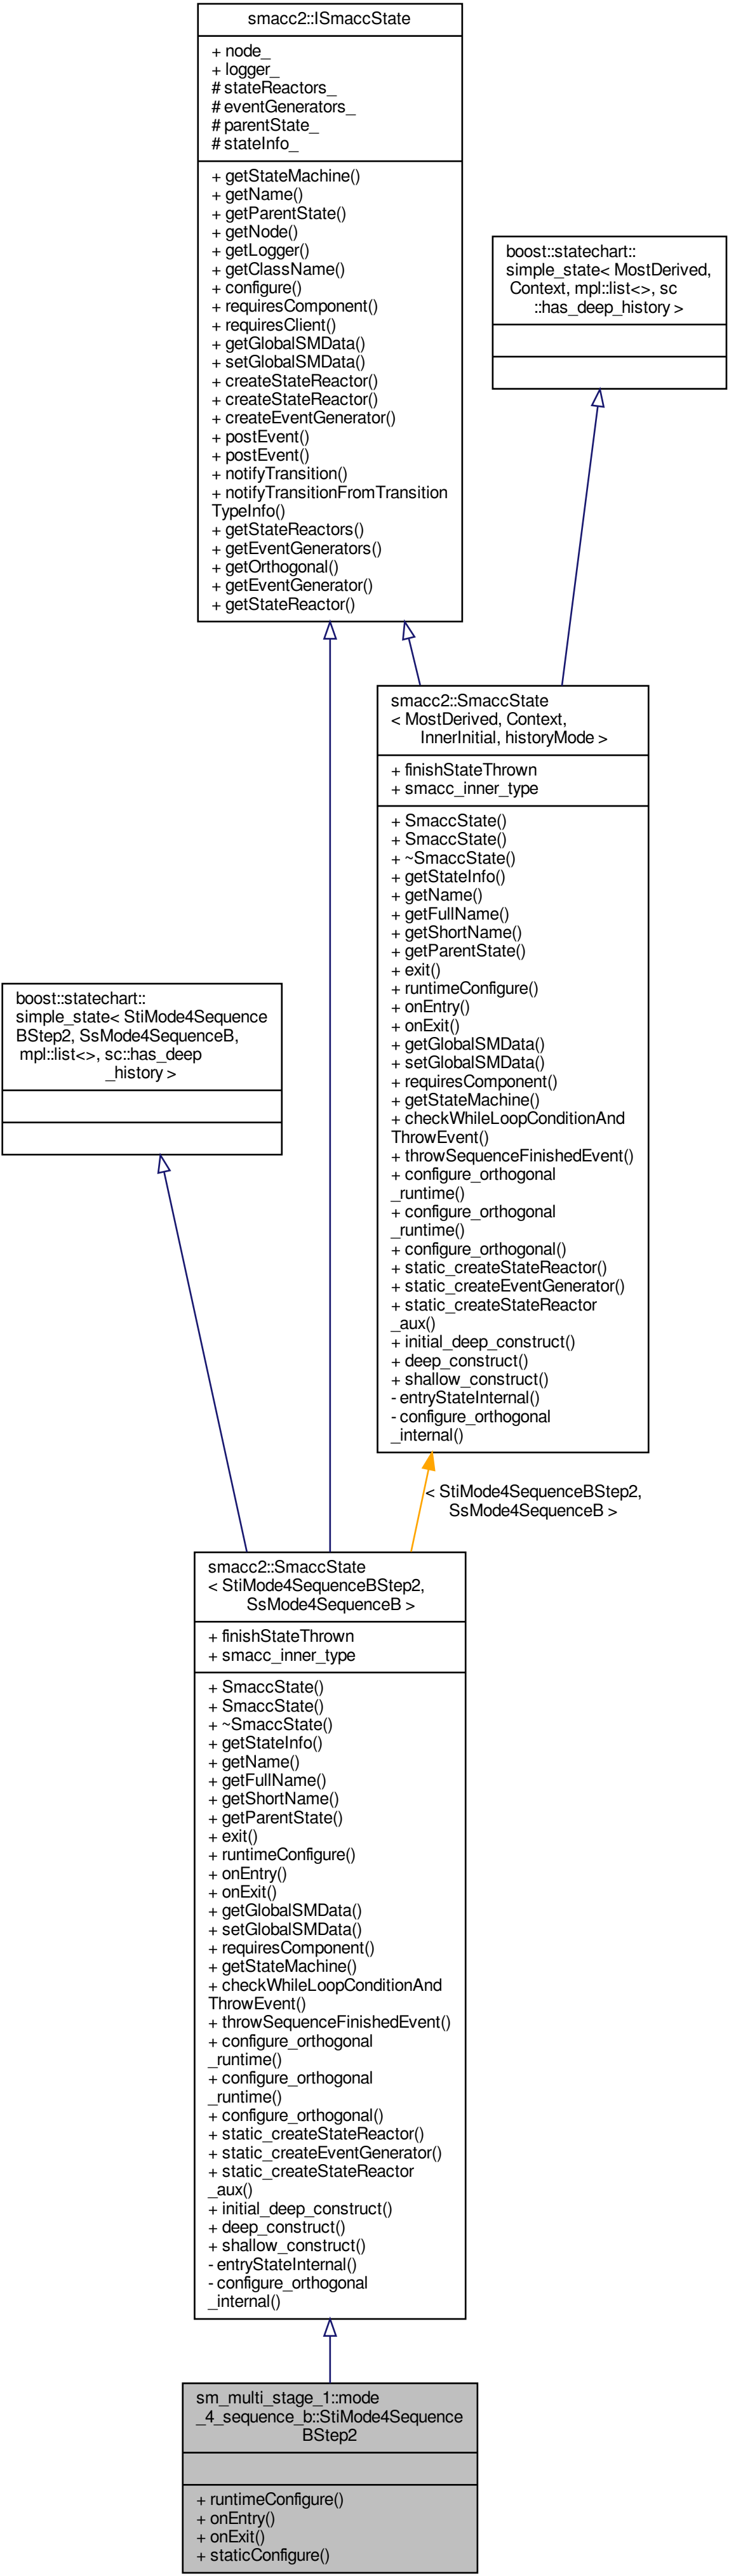 smacc2::ISmaccState
+ node_
+ logger_
# stateReactors_
# eventGenerators_
# parentState_
# stateInfo_
+ getStateMachine()
+ getName()
+ getParentState()
+ getNode()
+ getLogger()
+ getClassName()
+ configure()
+ requiresComponent()
+ requiresClient()
+ getGlobalSMData()
+ setGlobalSMData()
+ createStateReactor()
+ createStateReactor()
+ createEventGenerator()
+ postEvent()
+ postEvent()
+ notifyTransition()
+ notifyTransitionFromTransition
TypeInfo()
+ getStateReactors()
+ getEventGenerators()
+ getOrthogonal()
+ getEventGenerator()
+ getStateReactor()
boost::statechart::
simple_state< MostDerived,
Context, mpl::list<>, sc
::has_deep_history >
smacc2::SmaccState
< MostDerived, Context,
InnerInitial, historyMode >
+ finishStateThrown
+ smacc_inner_type
+ SmaccState()
+ SmaccState()
+ ~SmaccState()
+ getStateInfo()
+ getName()
+ getFullName()
+ getShortName()
+ getParentState()
+ exit()
+ runtimeConfigure()
+ onEntry()
+ onExit()
+ getGlobalSMData()
+ setGlobalSMData()
+ requiresComponent()
+ getStateMachine()
+ checkWhileLoopConditionAnd
ThrowEvent()
+ throwSequenceFinishedEvent()
+ configure_orthogonal
_runtime()
+ configure_orthogonal
_runtime()
+ configure_orthogonal()
+ static_createStateReactor()
+ static_createEventGenerator()
+ static_createStateReactor
_aux()
+ initial_deep_construct()
+ deep_construct()
+ shallow_construct()
- entryStateInternal()
- configure_orthogonal
_internal()
boost::statechart::
simple_state< StiMode4Sequence
BStep2, SsMode4SequenceB,
mpl::list<>, sc::has_deep
_history >
< StiMode4SequenceBStep2,
SsMode4SequenceB >
smacc2::SmaccState
< StiMode4SequenceBStep2,
SsMode4SequenceB >
+ finishStateThrown
+ smacc_inner_type
+ SmaccState()
+ SmaccState()
+ ~SmaccState()
+ getStateInfo()
+ getName()
+ getFullName()
+ getShortName()
+ getParentState()
+ exit()
+ runtimeConfigure()
+ onEntry()
+ onExit()
+ getGlobalSMData()
+ setGlobalSMData()
+ requiresComponent()
+ getStateMachine()
+ checkWhileLoopConditionAnd
ThrowEvent()
+ throwSequenceFinishedEvent()
+ configure_orthogonal
_runtime()
+ configure_orthogonal
_runtime()
+ configure_orthogonal()
+ static_createStateReactor()
+ static_createEventGenerator()
+ static_createStateReactor
_aux()
+ initial_deep_construct()
+ deep_construct()
+ shallow_construct()
- entryStateInternal()
- configure_orthogonal
_internal()
sm_multi_stage_1::mode
_4_sequence_b::StiMode4Sequence
BStep2
+ runtimeConfigure()
+ onEntry()
+ onExit()
+ staticConfigure()